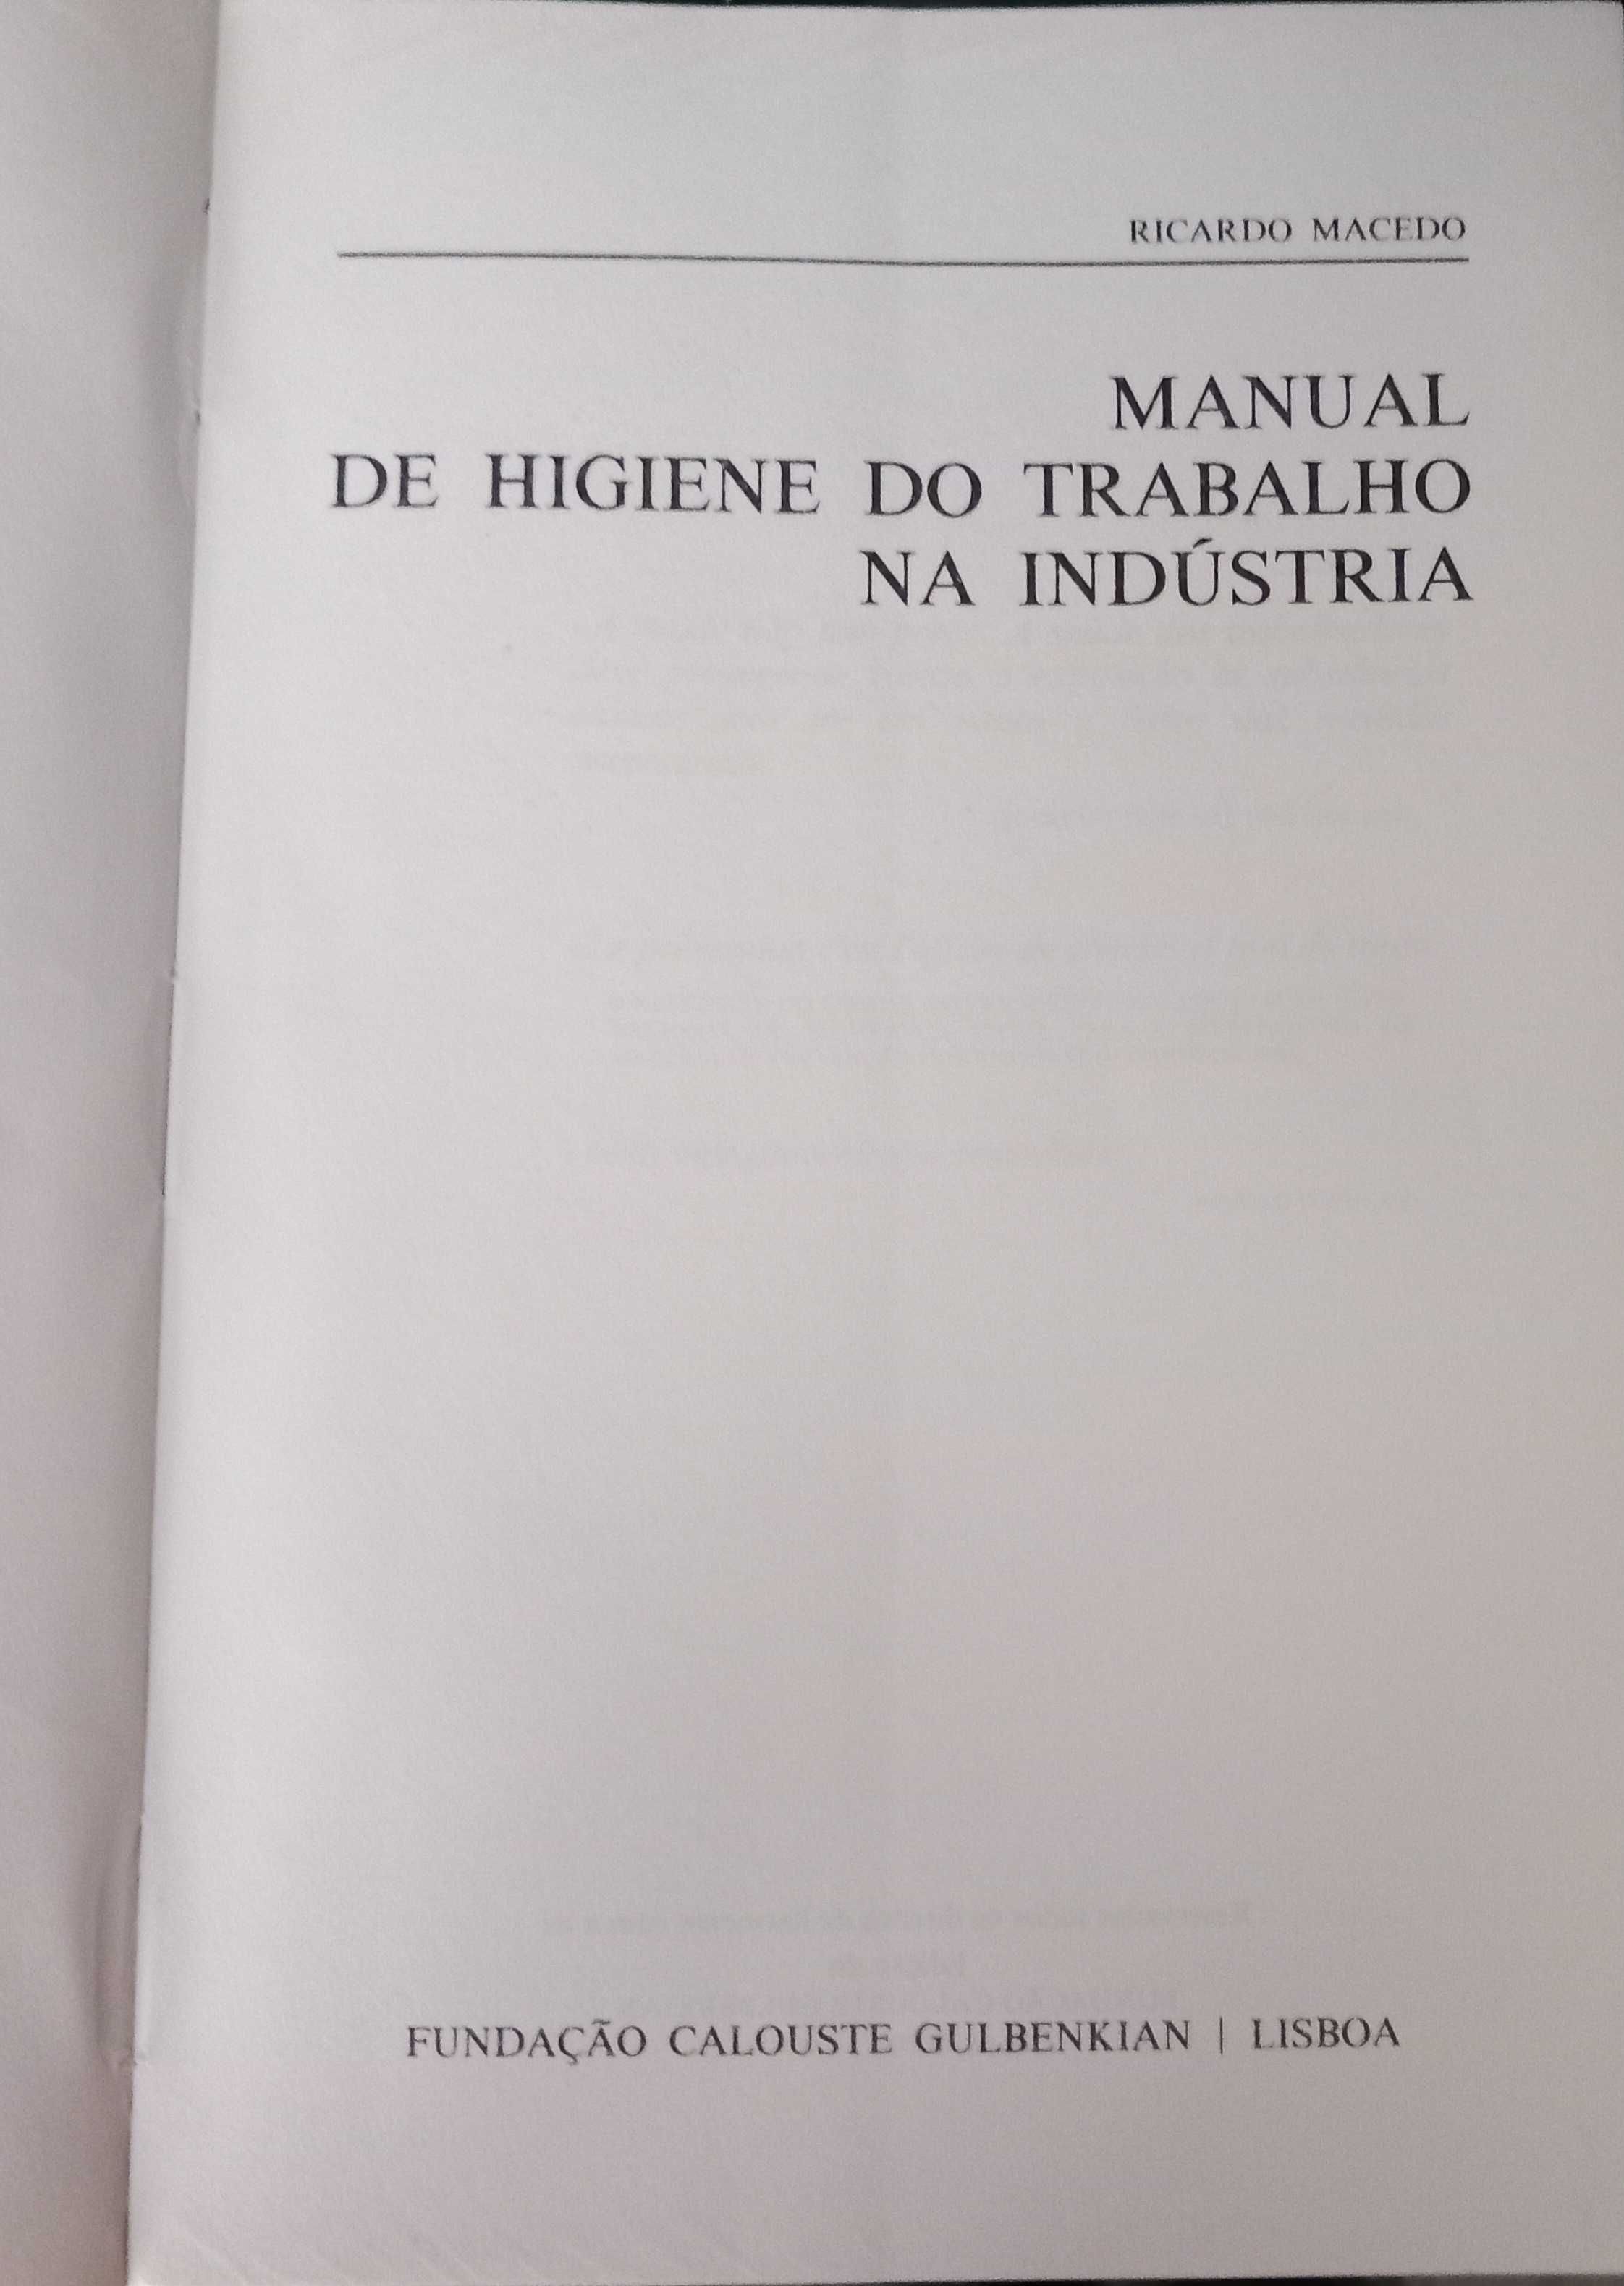 RICARDO MACEDO
MANUAL
DE HIGIENE DO TRABALHO
NA INDÚSTRIA
FUNDAÇÃO CALOUSTE GULBENKIAN | LISBOA